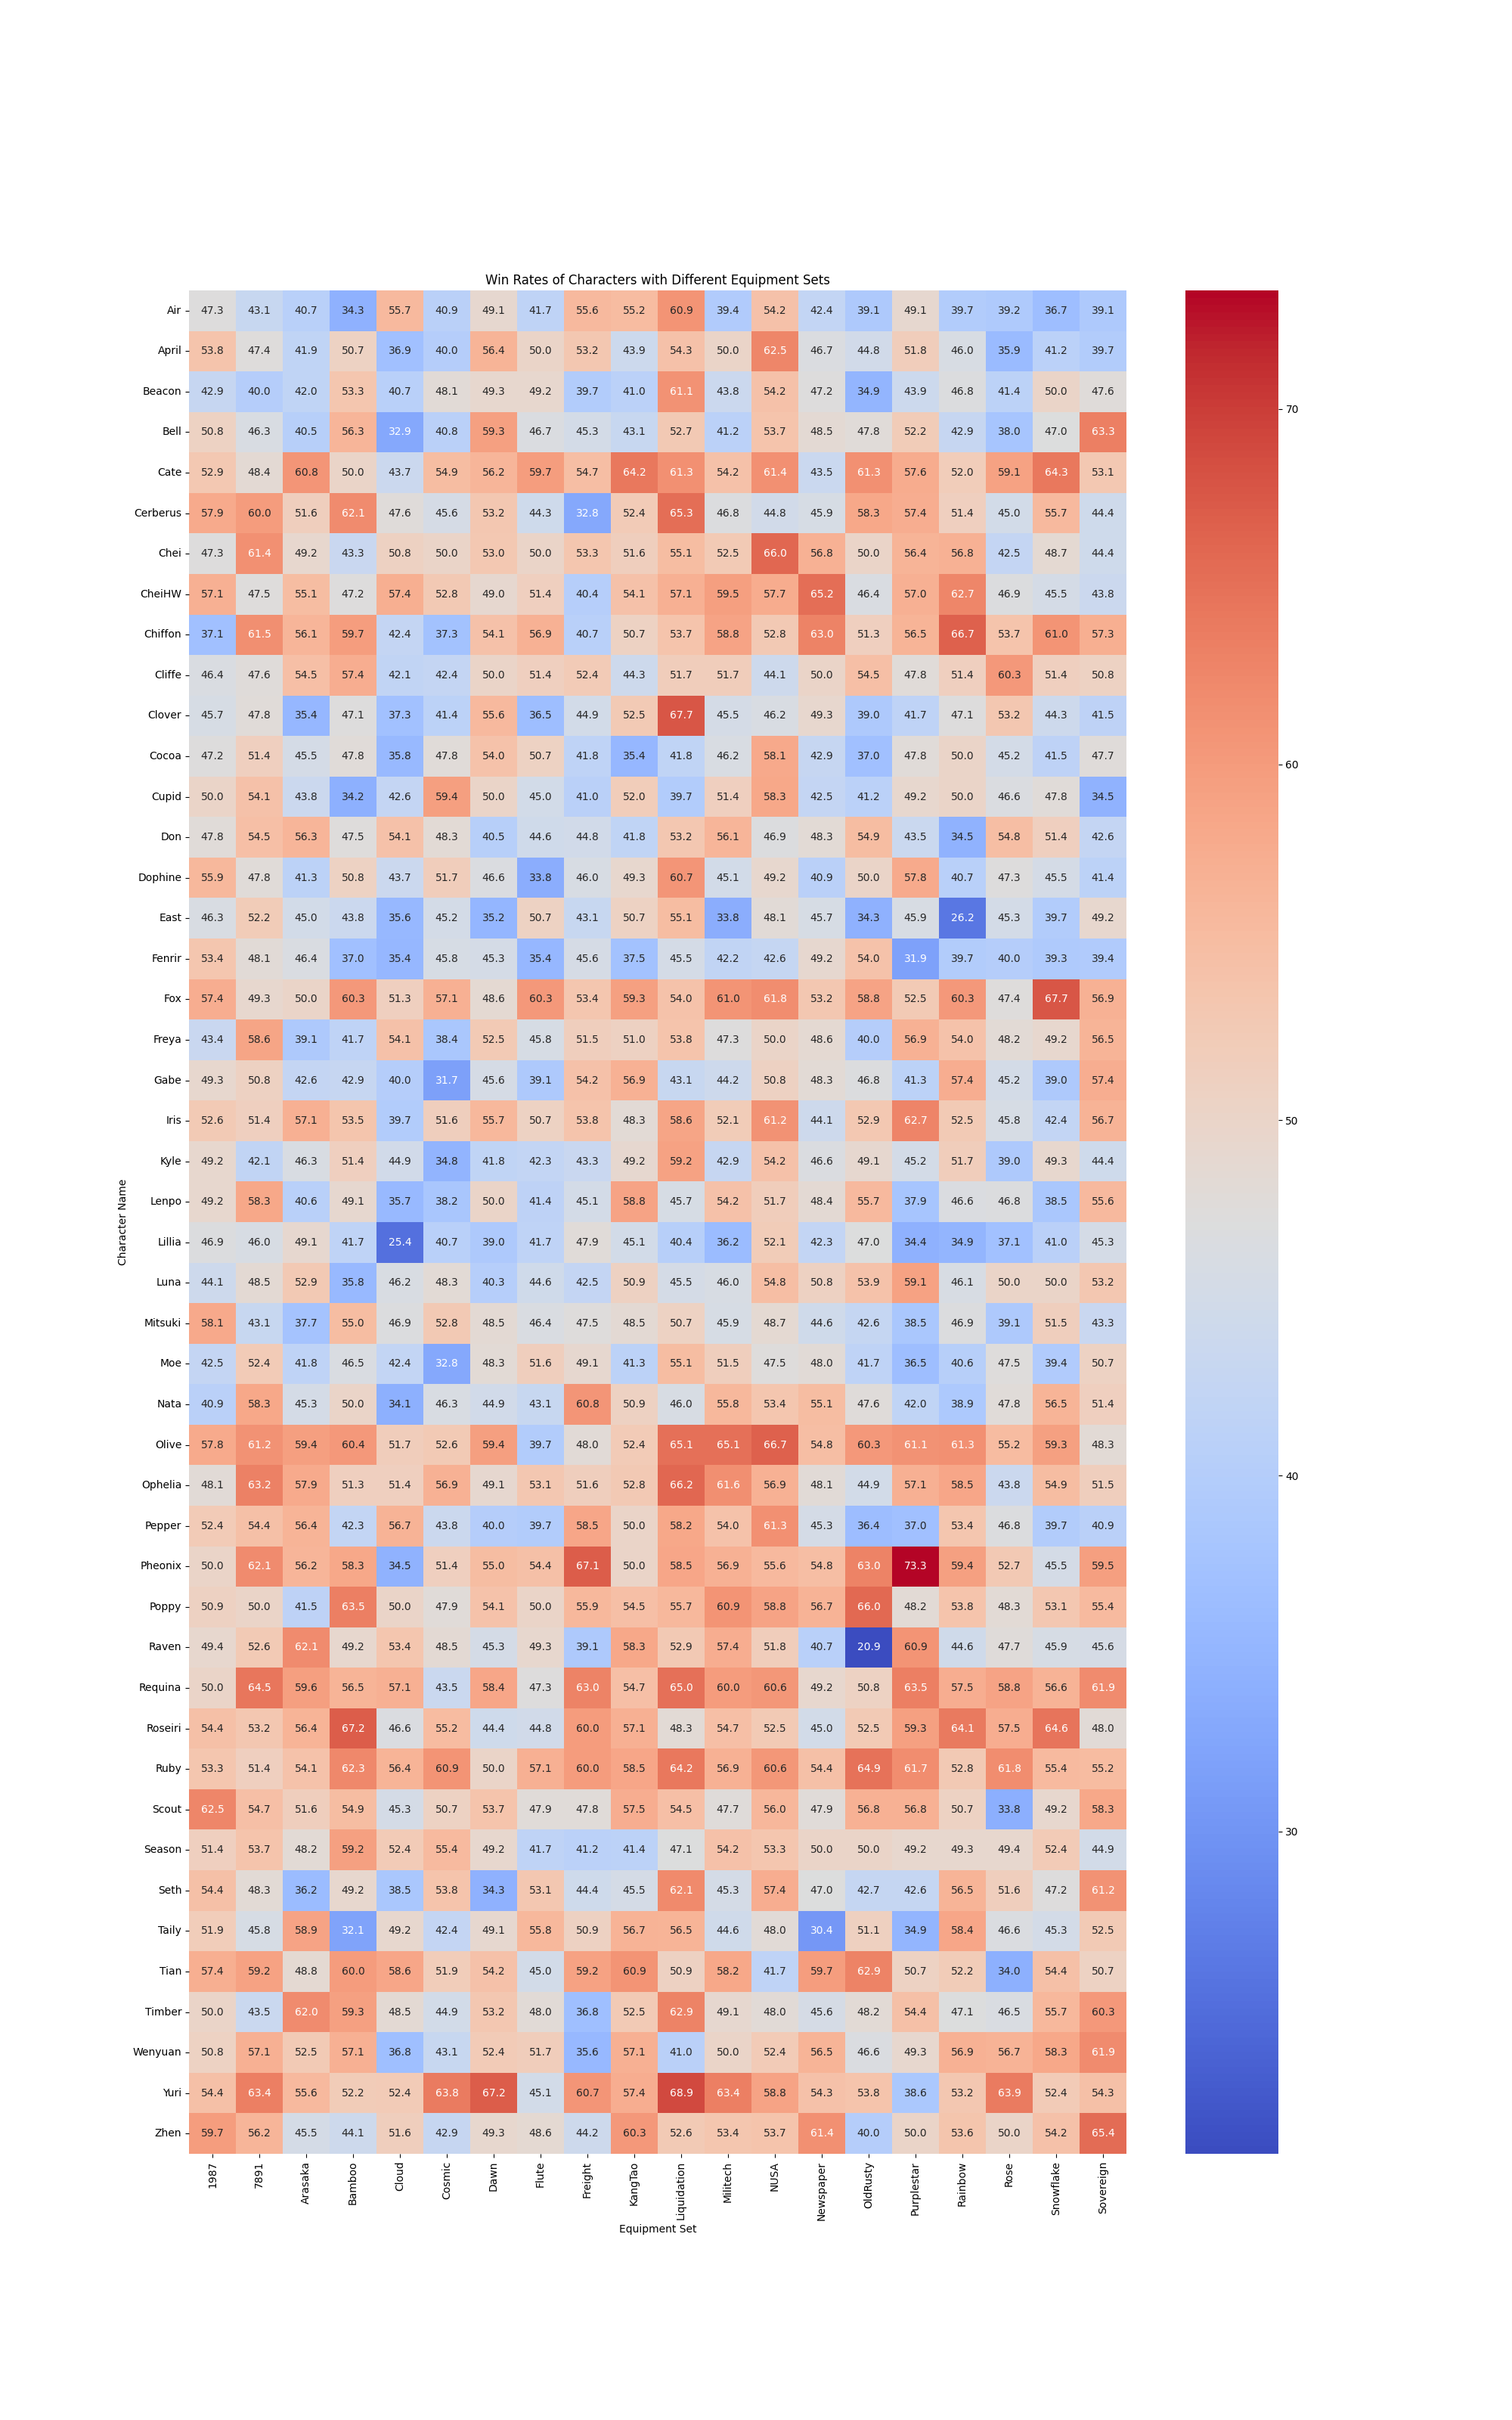 Win Rates of Characters with Different Equipment Sets
Air 47.3 43.1 40.7 34.3 55.7 40.9 49.1 41.7 55.6 55.2 60.9 39.4 54.2 42.4 39.1 49.1 39.7 39.2 36.7 39.1
April 53.8 47.4 41.9 50.7 36.9 40.0 56.4 50.0 53.2 43.9 54.3 50.0 62.5 46.7 44.8 51.8 46.0 35.9 41.2 39.7
Beacon 42.9 40.0 42.0 53.3 40.7 48.1 49.3 49.2 39.7 41.0 61.1 43.8 54.2 47.2 34.9 43.9 46.8 41.4 50.0 47.6
70
Bell 50.8 46.3 40.5 56.3 32.9 40.8 59.3 46.7 45.3 43.1 52.7 41.2 53.7 48.5 47.8 52.2 42.9 38.0 47.0 63.3
Cate 52.9 48.4 60.8 50.0 43.7 54.9 56.2 59.7 54.7 64.2 61.3 54.2 61.4 43.5 61.3 57.6 52.0 59.1 64.3 53.1
Cerberus 57.9 60.0 51.6 62.1 47.6 45.6 53.2 44.3 32.8 52.4 65.3 46.8 44.8 45.9 58.3 57.4 51.4 45.0 55.7 44.4
Chei 47.3 61.4 49.2 43.3 50.8 50.0 53.0 50.0 53.3 51.6 55.1 52.5 66.0 56.8 50.0 56.4 56.8 42.5 48.7 44.4
CheiHW 57.1 47.5 55.1 47.2 57.4 52.8 49.0 51.4 40.4 54.1 57.1 59.5 57.7 65.2 46.4 57.0 62.7 46.9 45.5 43.8
Chiffon 37.1 61.5 56.1 59.7 42.4 37.3 54.1 56.9 40.7 50.7 53.7 58.8 52.8 63.0 51.3 56.5 66.7 53.7 61.0 57.3
Cliffe 46.4 47.6 54.5 57.4 42.1 42.4 50.0 51.4 52.4 44.3 51.7 51.7 44.1 50.0 54.5 47.8 51.4 60.3 51.4 50.8
Clover 45.7 47.8 35.4 47.1 37.3 41.4 55.6 36.5 44.9 52.5 67.7 45.5 46.2 49.3 39.0 41.7 47.1 53.2 44.3 41.5
Cocoa 47.2 51.4 45.5 47.8 35.8 47.8 54.0 50.7 41.8 35.4 41.8 46.2 58.1 42.9 37.0 47.8 50.0 45.2 41.5 47.7
60
Cupid 50.0 54.1 43.8 34.2 42.6 59.4 50.0 45.0 41.0 52.0 39.7 51.4 58.3 42.5 41.2 49.2 50.0 46.6 47.8 34.5
Don 47.8 54.5 56.3 47.5 54.1 48.3 40.5 44.6 44.8 41.8 53.2 56.1 46.9 48.3 54.9 43.5 34.5 54.8 51.4 42.6
Dophine 55.9 47.8 41.3 50.8 43.7 51.7 46.6 33.8 46.0 49.3 60.7 45.1 49.2 40.9 50.0 57.8 40.7 47.3 45.5 41.4
East 46.3 52.2 45.0 43.8 35.6 45.2 35.2 50.7 43.1 50.7 55.1 33.8 48.1 45.7 34.3 45.9 26.2 45.3 39.7 49.2
Fenrir 53.4 48.1 46.4 37.0 35.4 45.8 45.3 35.4 45.6 37.5 45.5 42.2 42.6 49.2 54.0 31.9 39.7 40.0 39.3 39.4
Fox 57.4 49.3 50.0 60.3 51.3 57.1 48.6 60.3 53.4 59.3 54.0 61.0 61.8 53.2 58.8 52.5 60.3 47.4 67.7 56.9
Freya 43.4 58.6 39.1 41.7 54.1 38.4 52.5 45.8 51.5 51.0 53.8 47.3 50.0 48.6 40.0 56.9 54.0 48.2 49.2 56.5
Gabe 49.3 50.8 42.6 42.9 40.0 31.7 45.6 39.1 54.2 56.9 43.1 44.2 50.8 48.3 46.8 41.3 57.4 45.2 39.0 57.4
Iris 52.6 51.4 57.1 53.5 39.7 51.6 55.7 50.7 53.8 48.3 58.6 52.1 61.2 44.1 52.9 62.7 52.5 45.8 42.4 56.7
50
Kyle 49.2 42.1 46.3 51.4 44.9 34.8 41.8 42.3 43.3 49.2 59.2 42.9 54.2 46.6 49.1 45.2 51.7 39.0 49.3 44.4
Lenpo 49.2 58.3 40.6 49.1 35.7 38.2 50.0 41.4 45.1 58.8 45.7 54.2 51.7 48.4 55.7 37.9 46.6 46.8 38.5 55.6
Character Name
Lillia 46.9 46.0 49.1 41.7 25.4 40.7 39.0 41.7 47.9 45.1 40.4 36.2 52.1 42.3 47.0 34.4 34.9 37.1 41.0 45.3
Luna 44.1 48.5 52.9 35.8 46.2 48.3 40.3 44.6 42.5 50.9 45.5 46.0 54.8 50.8 53.9 59.1 46.1 50.0 50.0 53.2
Mitsuki 58.1 43.1 37.7 55.0 46.9 52.8 48.5 46.4 47.5 48.5 50.7 45.9 48.7 44.6 42.6 38.5 46.9 39.1 51.5 43.3
Moe 42.5 52.4 41.8 46.5 42.4 32.8 48.3 51.6 49.1 41.3 55.1 51.5 47.5 48.0 41.7 36.5 40.6 47.5 39.4 50.7
Nata 40.9 58.3 45.3 50.0 34.1 46.3 44.9 43.1 60.8 50.9 46.0 55.8 53.4 55.1 47.6 42.0 38.9 47.8 56.5 51.4
Olive 57.8 61.2 59.4 60.4 51.7 52.6 59.4 39.7 48.0 52.4 65.1 65.1 66.7 54.8 60.3 61.1 61.3 55.2 59.3 48.3
40
Ophelia 48.1 63.2 57.9 51.3 51.4 56.9 49.1 53.1 51.6 52.8 66.2 61.6 56.9 48.1 44.9 57.1 58.5 43.8 54.9 51.5
Pepper 52.4 54.4 56.4 42.3 56.7 43.8 40.0 39.7 58.5 50.0 58.2 54.0 61.3 45.3 36.4 37.0 53.4 46.8 39.7 40.9
Pheonix 50.0 62.1 56.2 58.3 34.5 51.4 55.0 54.4 67.1 50.0 58.5 56.9 55.6 54.8 63.0 73.3 59.4 52.7 45.5 59.5
Poppy 50.9 50.0 41.5 63.5 50.0 47.9 54.1 50.0 55.9 54.5 55.7 60.9 58.8 56.7 66.0 48.2 53.8 48.3 53.1 55.4
Raven 49.4 52.6 62.1 49.2 53.4 48.5 45.3 49.3 39.1 58.3 52.9 57.4 51.8 40.7 20.9 60.9 44.6 47.7 45.9 45.6
Requina 50.0 64.5 59.6 56.5 57.1 43.5 58.4 47.3 63.0 54.7 65.0 60.0 60.6 49.2 50.8 63.5 57.5 58.8 56.6 61.9
Roseiri 54.4 53.2 56.4 67.2 46.6 55.2 44.4 44.8 60.0 57.1 48.3 54.7 52.5 45.0 52.5 59.3 64.1 57.5 64.6 48.0
Ruby 53.3 51.4 54.1 62.3 56.4 60.9 50.0 57.1 60.0 58.5 64.2 56.9 60.6 54.4 64.9 61.7 52.8 61.8 55.4 55.2
Scout 62.5 54.7 51.6 54.9 45.3 50.7 53.7 47.9 47.8 57.5 54.5 47.7 56.0 47.9 56.8 56.8 50.7 33.8 49.2 58.3
30
Season 51.4 53.7 48.2 59.2 52.4 55.4 49.2 41.7 41.2 41.4 47.1 54.2 53.3 50.0 50.0 49.2 49.3 49.4 52.4 44.9
Seth 54.4 48.3 36.2 49.2 38.5 53.8 34.3 53.1 44.4 45.5 62.1 45.3 57.4 47.0 42.7 42.6 56.5 51.6 47.2 61.2
Taily 51.9 45.8 58.9 32.1 49.2 42.4 49.1 55.8 50.9 56.7 56.5 44.6 48.0 30.4 51.1 34.9 58.4 46.6 45.3 52.5
Tian 57.4 59.2 48.8 60.0 58.6 51.9 54.2 45.0 59.2 60.9 50.9 58.2 41.7 59.7 62.9 50.7 52.2 34.0 54.4 50.7
Timber 50.0 43.5 62.0 59.3 48.5 44.9 53.2 48.0 36.8 52.5 62.9 49.1 48.0 45.6 48.2 54.4 47.1 46.5 55.7 60.3
Wenyuan 50.8 57.1 52.5 57.1 36.8 43.1 52.4 51.7 35.6 57.1 41.0 50.0 52.4 56.5 46.6 49.3 56.9 56.7 58.3 61.9
Yuri 54.4 63.4 55.6 52.2 52.4 63.8 67.2 45.1 60.7 57.4 68.9 63.4 58.8 54.3 53.8 38.6 53.2 63.9 52.4 54.3
Zhen 59.7 56.2 45.5 44.1 51.6 42.9 49.3 48.6 44.2 60.3 52.6 53.4 53.7 61.4 40.0 50.0 53.6 50.0 54.2 65.4
1987 7891 Arasaka Bamboo Cloud Cosmic Dawn Flute Freight KangTao Liquidation Militech NUSA Newspaper OldRusty Purplestar Rainbow Rose Snowflake Sovereign
Equipment Set